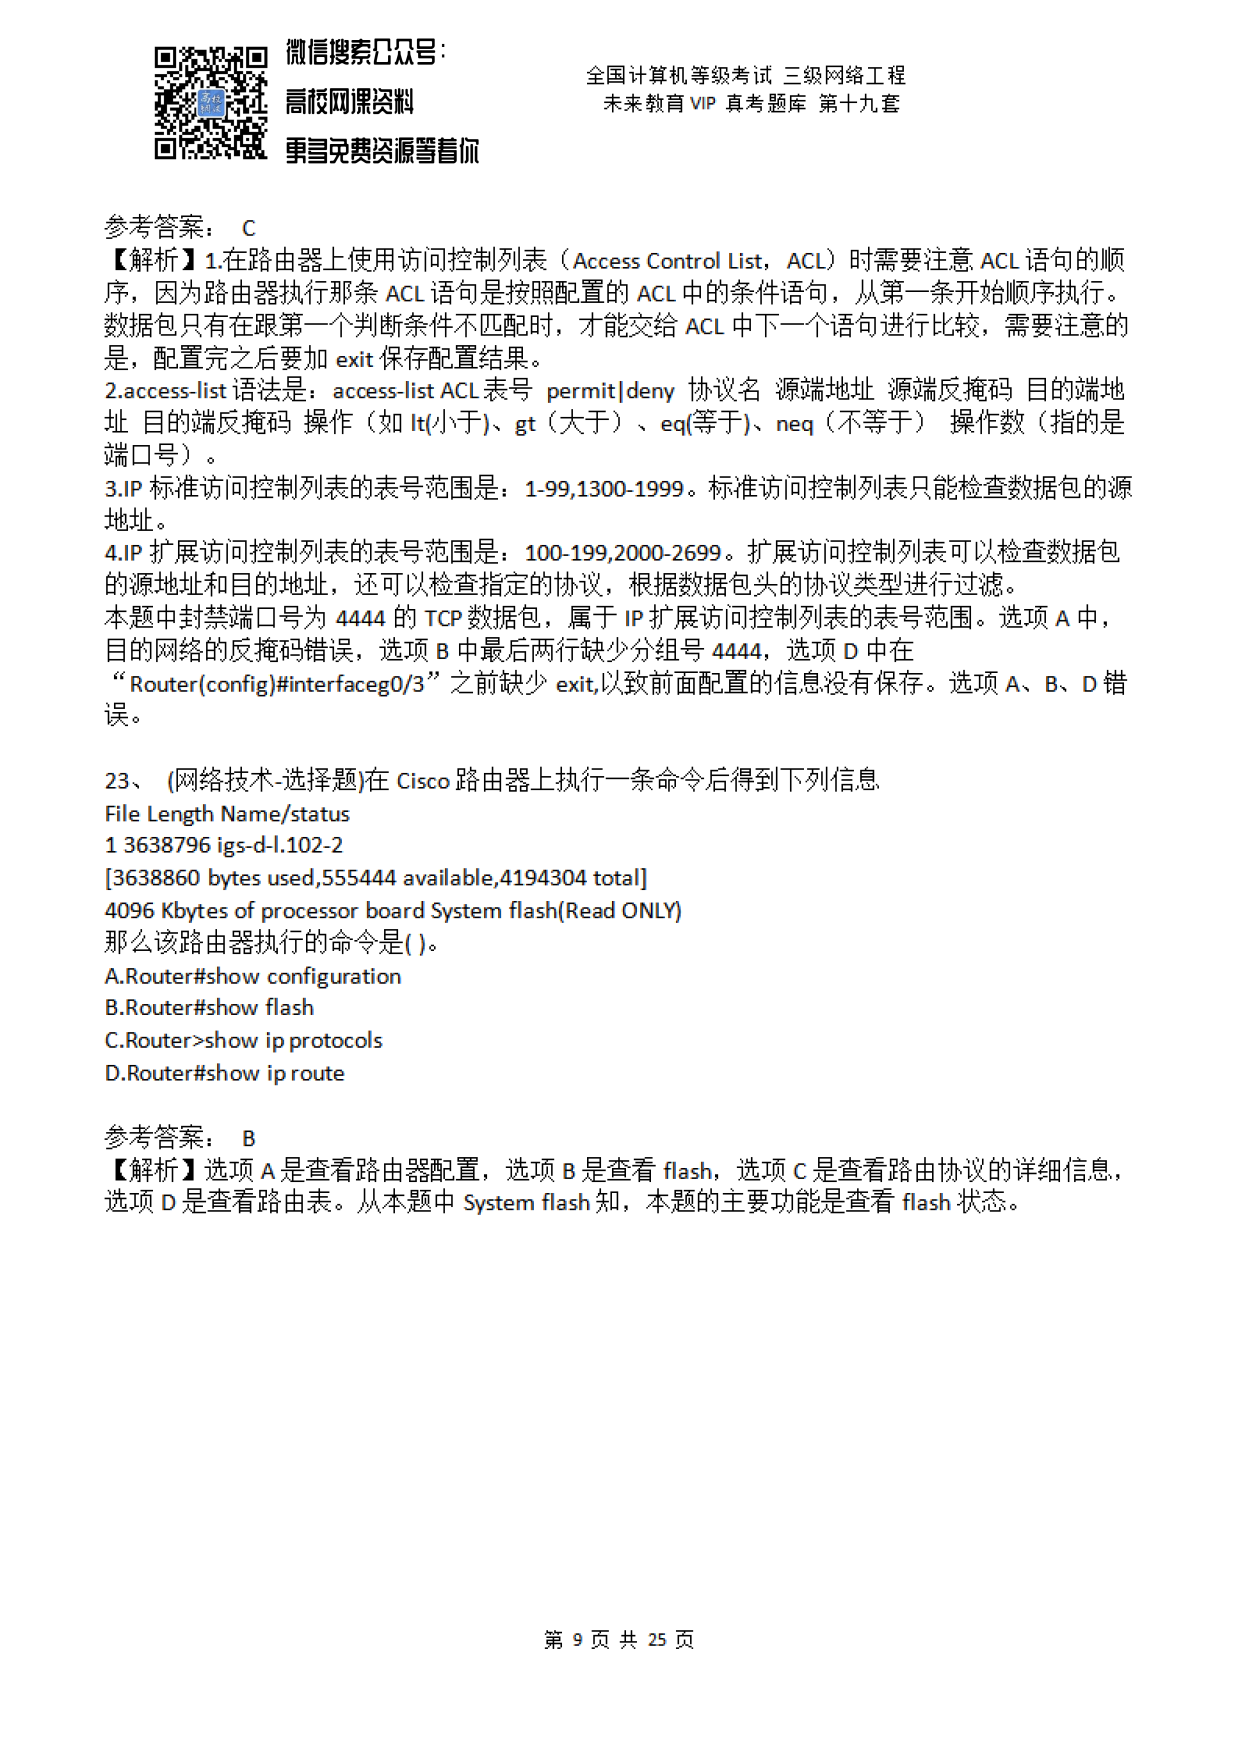 微信搜索公众号：
高校网课资料
更多免费资源等着你
全国计算机等级考试 三级网络工程
未来教育 VIP 真考题库 第十九套
参考答案： C
【解析】1.在路由器上使用访问控制列表（Access Control List，ACL）时需要注意 ACL 语句的顺
序，因为路由器执行那条 ACL 语句是按照配置的 ACL 中的条件语句，从第一条开始顺序执行。
数据包只有在跟第一个判断条件不匹配时，才能交给 ACL 中下一个语句进行比较，需要注意的
是，配置完之后要加 exit 保存配置结果。
2.access-list 语法是：access-list ACL 表号 permit|deny 协议名 源端地址 源端反掩码 目的端地
址 目的端反掩码 操作（如 lt(小于)、gt（大于）、eq(等于)、neq（不等于） 操作数（指的是
端口号）。
3.IP 标准访问控制列表的表号范围是：1-99,1300-1999。标准访问控制列表只能检查数据包的源
地址。
4.IP 扩展访问控制列表的表号范围是：100-199,2000-2699。扩展访问控制列表可以检查数据包
的源地址和目的地址，还可以检查指定的协议，根据数据包头的协议类型进行过滤。
本题中封禁端口号为 4444 的 TCP 数据包，属于 IP 扩展访问控制列表的表号范围。选项 A 中，
目的网络的反掩码错误，选项 B 中最后两行缺少分组号 4444，选项 D 中在
“Router(config)#interfaceg0/3”之前缺少 exit,以致前面配置的信息没有保存。选项 A、B、D 错
误。
23、 (网络技术-选择题)在 Cisco 路由器上执行一条命令后得到下列信息
File Length Name/status
1 3638796 igs-d-l.102-2
[3638860 bytes used,555444 available,4194304 total]
4096 Kbytes of processor board System flash(Read ONLY)
那么该路由器执行的命令是( )。
A.Router#show configuration
B.Router#show flash
C.Router>show ip protocols
D.Router#show ip route
参考答案： B
【解析】选项 A 是查看路由器配置，选项 B 是查看 flash，选项 C 是查看路由协议的详细信息，
选项 D 是查看路由表。从本题中 System flash 知，本题的主要功能是查看 flash 状态。
第 9 页 共 25 页